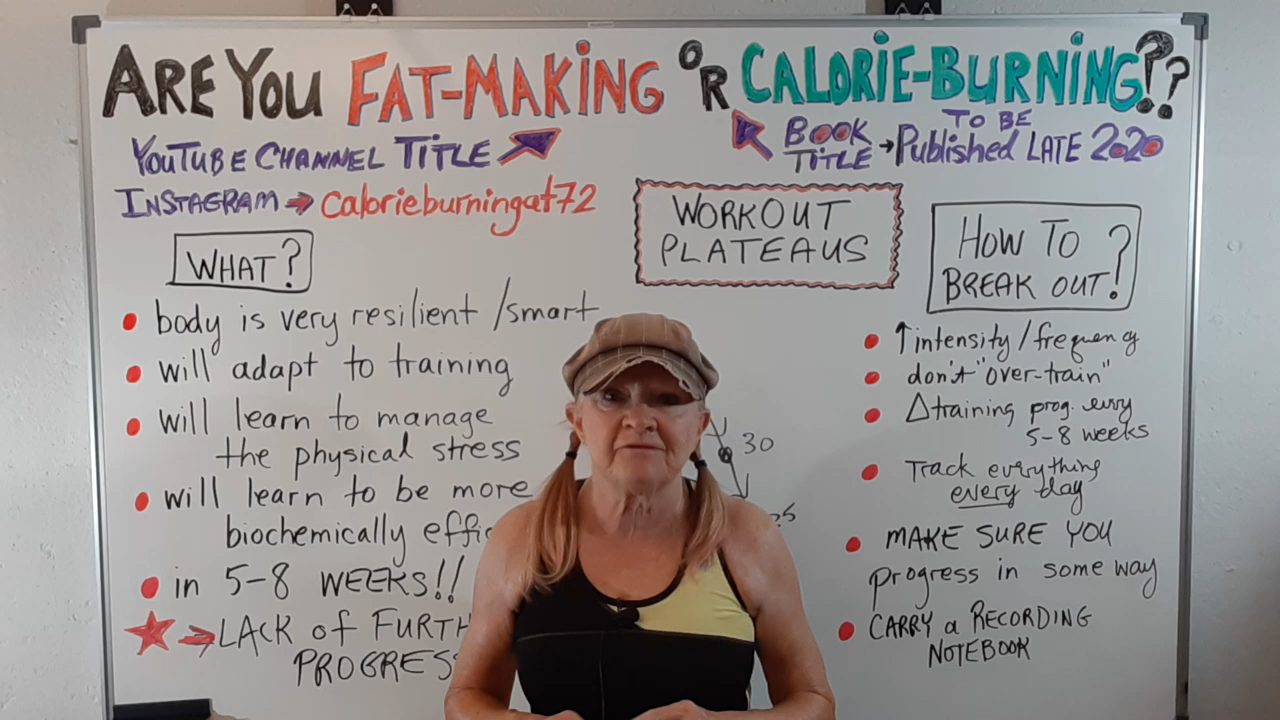 ARE YOU FAT-MAKING OR CALORIE-BURNING??
YOUTUBE CHANNEL TITLE
BOOK TITLE → TO BE Published LATE 2020
INSTAGRAM → calorieburningat72
WORKOUT
PLATEAUS
WHAT?
• body is very resilient / smart
• will adapt to training
• will learn to manage
the physical stress
• will learn to be more
biochemically
• in 5-8 WEEKS!!
★ → LACK of
PROGRESS
30
HOW TO
BREAK OUT?
• ↑ intensity / frequency
• don't "over-train"
• Δ training prog. every
5-8 weeks
• Track everything
every day
• MAKE SURE YOU
progress in some way
• CARRY a RECORDING
NOTEBOOK